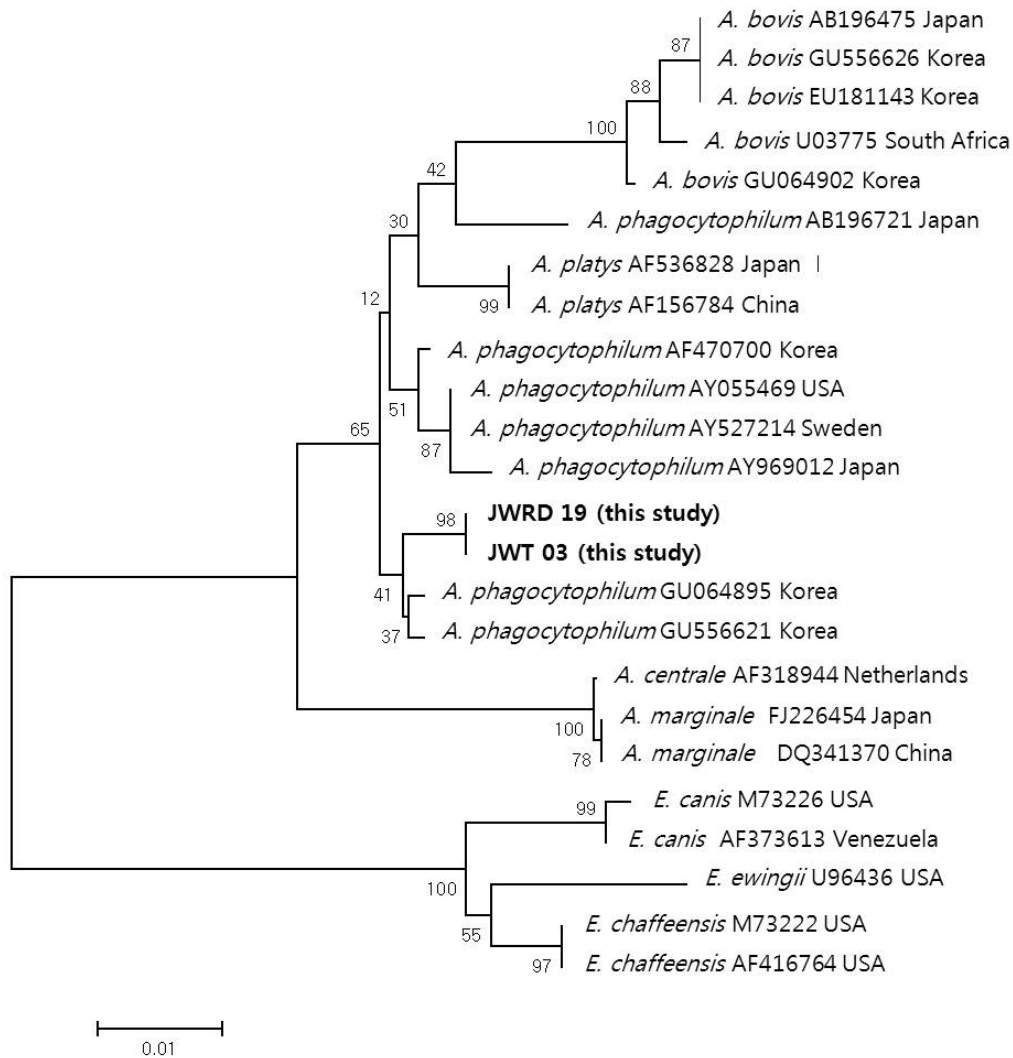 A. bovis AB196475 Japan
87
A. bovis GU556626 Korea
88
A. bovis EU181143 Korea
100
A. bovis U03775 South Africa
42
A. bovis GU064902 Korea
30
A. phagocytophilum AB196721 Japan
A. platys AF536828 Japan |
12
99
A. platys AF156784 China
A. phagocytophilum AF470700 Korea
A. phagocytophilum AY055469 USA
51
65
A. phagocytophilum AY527214 Sweden
87
A. phagocytophilum AY969012 Japan
98
JWRD 19 (this study)
JWT 03 (this study)
41
A. phagocytophilum GU064895 Korea
37
A. phagocytophilum GU556621 Korea
A. centrale AF318944 Netherlands
100
A. marginale FJ226454 Japan
78
A. marginale DQ341370 China
99
E. canis M73226 USA
E. canis AF373613 Venezuela
100
E. ewingii U96436 USA
55
E. chaffeensis M73222 USA
97
E. chaffeensis AF416764 USA
0.01